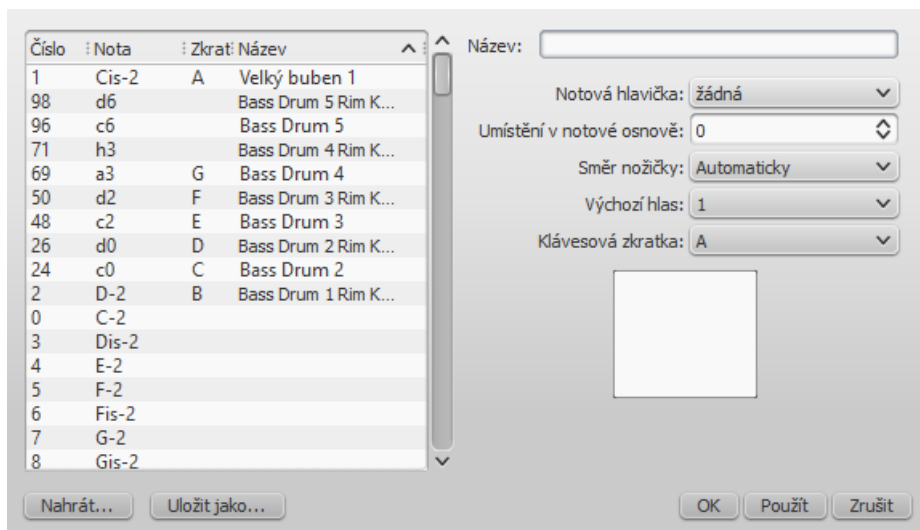 Číslo Nota Zkrat Název
1 Cis-2 A Velký buben 1
98 d6 Bass Drum 5 Rim K...
96 c6 Bass Drum 5
71 h3 Bass Drum 4 Rim K...
69 a3 G Bass Drum 4
50 d2 F Bass Drum 3 Rim K...
48 c2 E Bass Drum 3
26 d0 D Bass Drum 2 Rim K...
24 c0 C Bass Drum 2
2 D-2 B Bass Drum 1 Rim K...
0 C-2
3 Dis-2
4 E-2
5 F-2
6 Fis-2
7 G-2
8 Gis-2
Název:
Notová hlavička: žádná
Umístění v notové osnově: 0
Směr nožičky: Automaticky
Výchozí hlas: 1
Klávesová zkratka: A
Nahrát... Uložit jako... OK Použít Zrušit